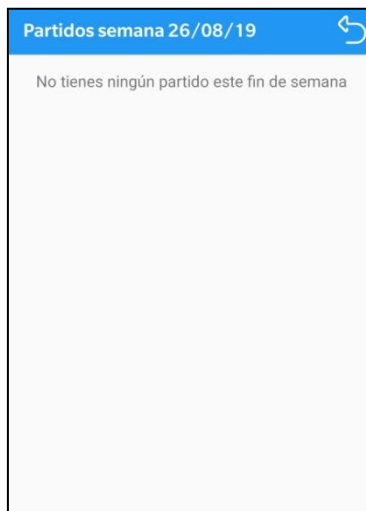 Partidos semana 26/08/19
No tienes ningún partido este fin de semana